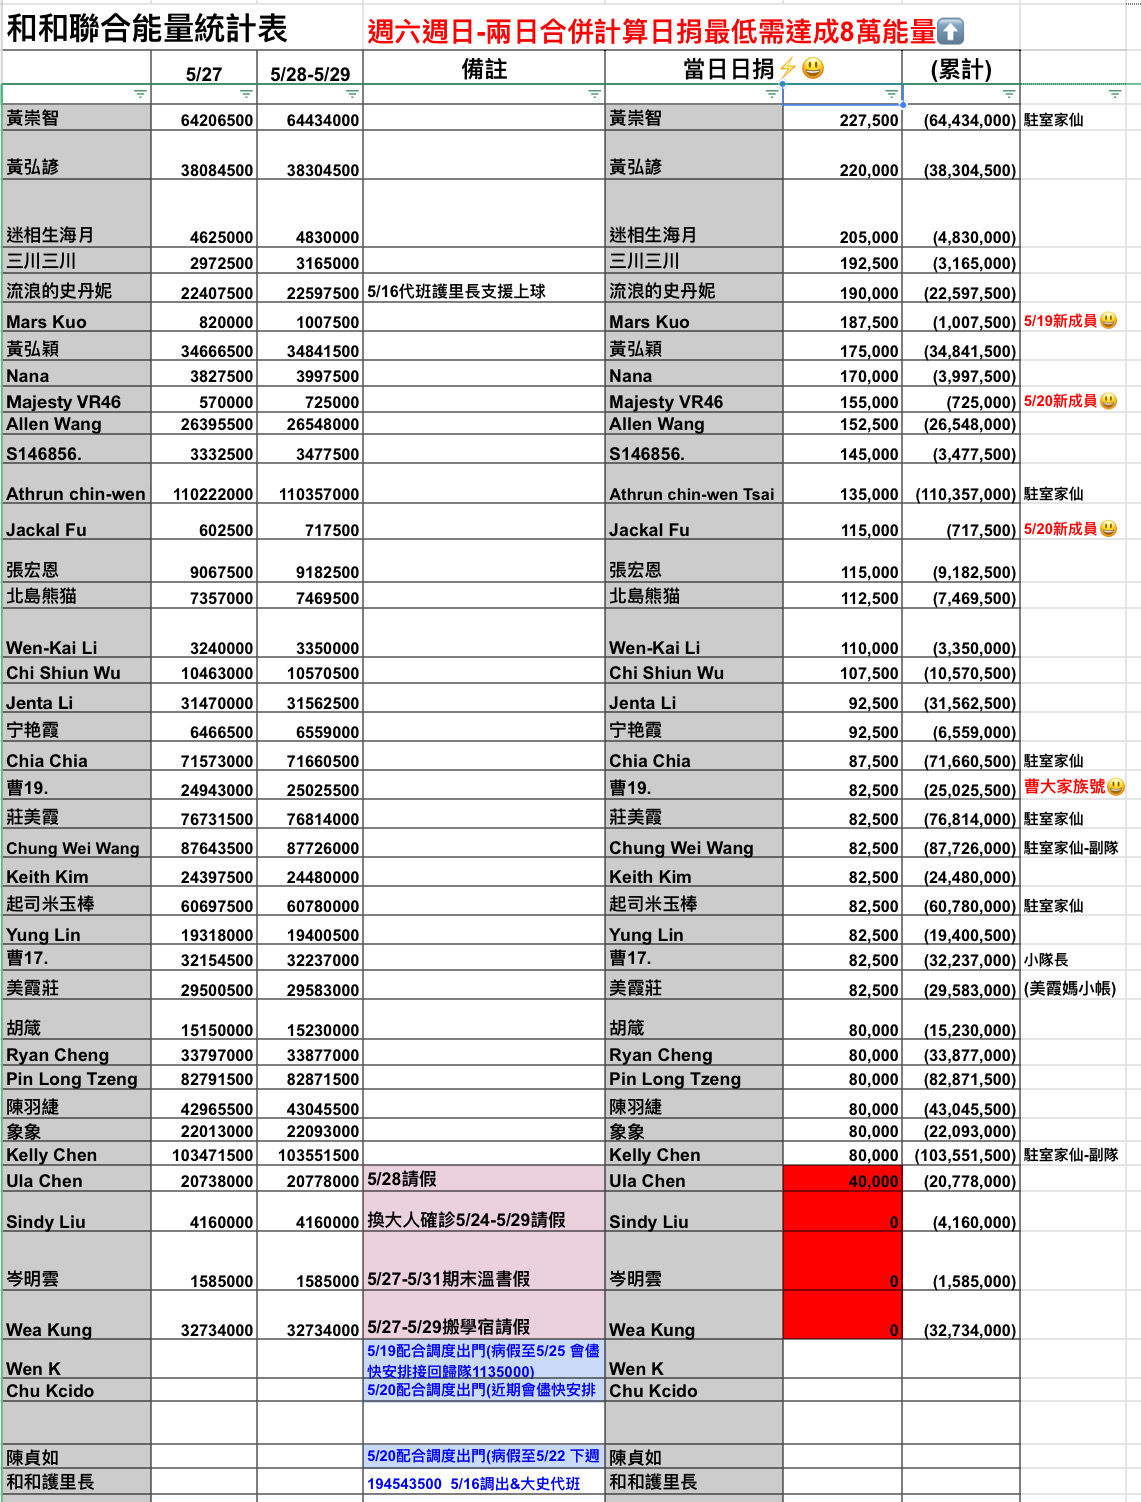 和和聯合能量統計表 週六週日-兩日合併計算日捐最低需達成8萬能量⬆️
5/27 5/28-5/29 備註 當日日捐⚡😃 (累計)
黃崇智 64206500 64434000 黃崇智 227,500 (64,434,000) 駐室家仙
黃弘諺 38084500 38304500 黃弘諺 220,000 (38,304,500)
迷相生海月 4625000 4830000 迷相生海月 205,000 (4,830,000)
三川三川 2972500 3165000 三川三川 192,500 (3,165,000)
流浪的史丹妮 22407500 22597500 5/16代班護里長支援上球 流浪的史丹妮 190,000 (22,597,500)
Mars Kuo 820000 1007500 Mars Kuo 187,500 (1,007,500) 5/19新成員😃
黃弘穎 34666500 34841500 黃弘穎 175,000 (34,841,500)
Nana 3827500 3997500 Nana 170,000 (3,997,500)
Majesty VR46 570000 725000 Majesty VR46 155,000 (725,000) 5/20新成員😃
Allen Wang 26395500 26548000 Allen Wang 152,500 (26,548,000)
S146856. 3332500 3477500 S146856. 145,000 (3,477,500)
Athrun chin-wen 110222000 110357000 Athrun chin-wen Tsai 135,000 (110,357,000) 駐室家仙
Jackal Fu 602500 717500 Jackal Fu 115,000 (717,500) 5/20新成員😃
張宏恩 9067500 9182500 張宏恩 115,000 (9,182,500)
北島熊猫 7357000 7469500 北島熊猫 112,500 (7,469,500)
Wen-Kai Li 3240000 3350000 Wen-Kai Li 110,000 (3,350,000)
Chi Shiun Wu 10463000 10570500 Chi Shiun Wu 107,500 (10,570,500)
Jenta Li 31470000 31562500 Jenta Li 92,500 (31,562,500)
宁艳霞 6466500 6559000 宁艳霞 92,500 (6,559,000)
Chia Chia 71573000 71660500 Chia Chia 87,500 (71,660,500) 駐室家仙
曹19. 24943000 25025500 曹19. 82,500 (25,025,500) 曹大家族號😃
莊美霞 76731500 76814000 莊美霞 82,500 (76,814,000) 駐室家仙
Chung Wei Wang 87643500 87726000 Chung Wei Wang 82,500 (87,726,000) 駐室家仙-副隊
Keith Kim 24397500 24480000 Keith Kim 82,500 (24,480,000)
起司米玉棒 60697500 60780000 起司米玉棒 82,500 (60,780,000) 駐室家仙
Yung Lin 19318000 19400500 Yung Lin 82,500 (19,400,500)
曹17. 32154500 32237000 曹17. 82,500 (32,237,000) 小隊長
美霞莊 29500500 29583000 美霞莊 82,500 (29,583,000) (美霞媽小帳)
胡箴 15150000 15230000 胡箴 80,000 (15,230,000)
Ryan Cheng 33797000 33877000 Ryan Cheng 80,000 (33,877,000)
Pin Long Tzeng 82791500 82871500 Pin Long Tzeng 80,000 (82,871,500)
陳羽緁 42965500 43045500 陳羽緁 80,000 (43,045,500)
象象 22013000 22093000 象象 80,000 (22,093,000)
Kelly Chen 103471500 103551500 Kelly Chen 80,000 (103,551,500) 駐室家仙-副隊
Ula Chen 20738000 20778000 5/28請假 Ula Chen 40,000 (20,778,000)
Sindy Liu 4160000 4160000 換大人確診5/24-5/29請假 Sindy Liu 0 (4,160,000)
岑明雲 1585000 1585000 5/27-5/31期末溫書假 岑明雲 0 (1,585,000)
Wea Kung 32734000 32734000 5/27-5/29搬學宿請假 Wea Kung 0 (32,734,000)
5/19配合調度出門(病假至5/25 會儘
Wen K 快安排接回歸隊1135000) Wen K
Chu Kcido 5/20配合調度出門(近期會儘快安排 Chu Kcido
陳貞如 5/20配合調度出門(病假至5/22 下週 陳貞如
和和護里長 194543500 5/16調出&大史代班 和和護里長